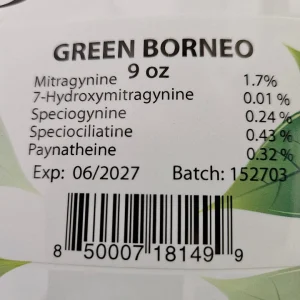 GREEN BORNEO
9 oz
Mitragynine 1.7%
7-Hydroxymitragynine 0.01 %
Speciogynine 0.24 %
Speciociliatine 0.43 %
Paynatheine 0.32 %
Exp: 06/2027 Batch: 152703
8 50007 18149 9